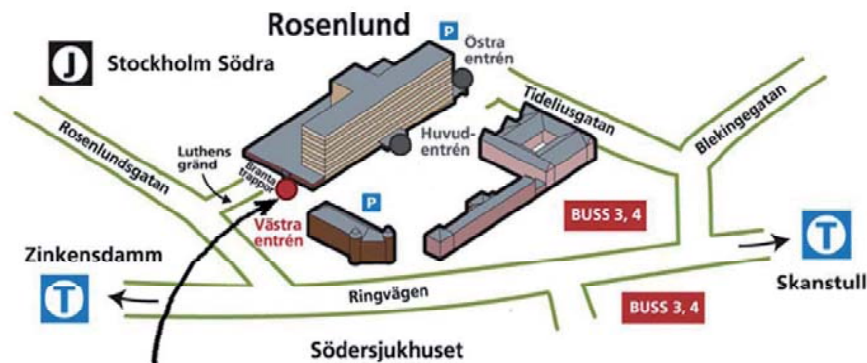 Rosenlund
P
Östra
entrén
J
Stockholm Södra
Tideliusgatan
Blekingegatan
Rosenlundsgatan
Luthens
gränd
Branta
trappor
Huvud-
entrén
Västra
entrén
P
BUSS 3, 4
Zinkensdamm
T
T
Skanstull
Ringvägen
BUSS 3, 4
Södersjukhuset